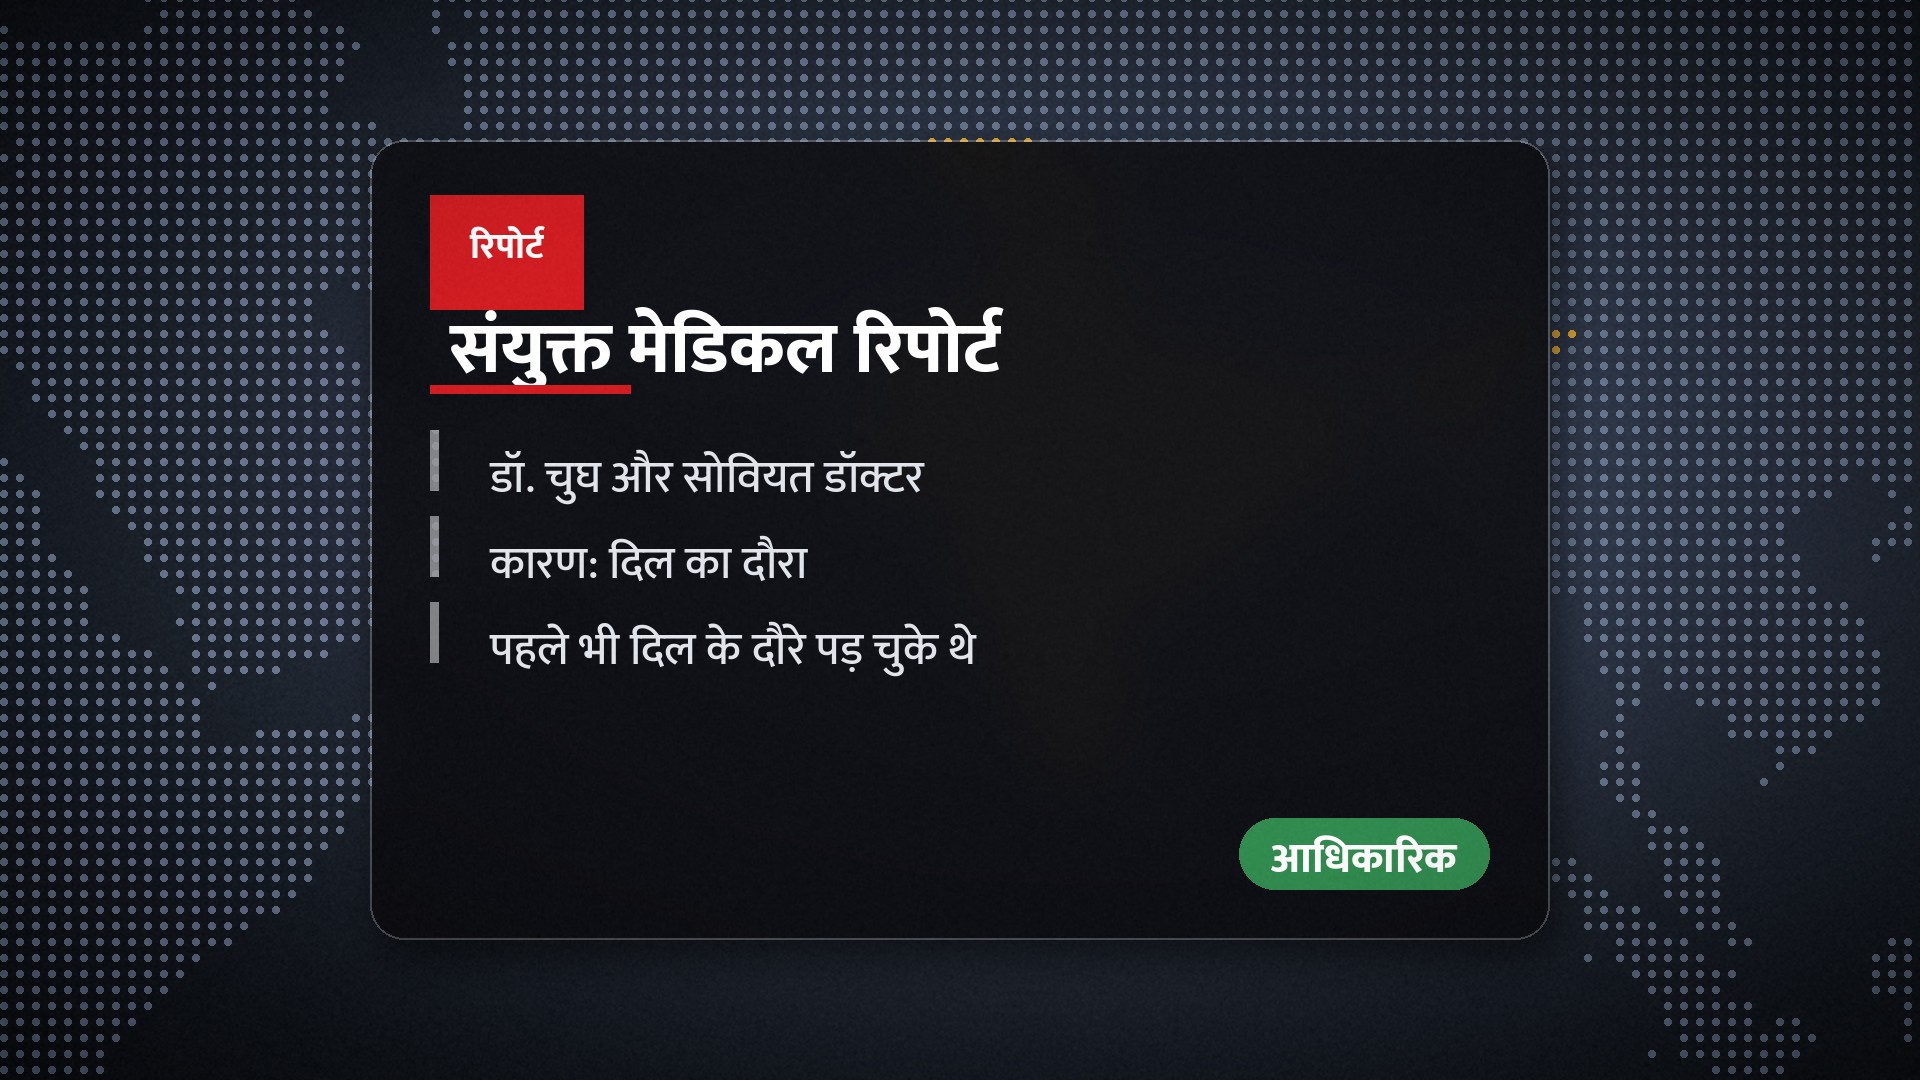 रिपोर्ट
संयुक्त मेडिकल रिपोर्ट
डॉ. चुघ और सोवियत डॉक्टर
कारण: दिल का दौरा
पहले भी दिल के दौरे पड़ चुके थे
आधिकारिक